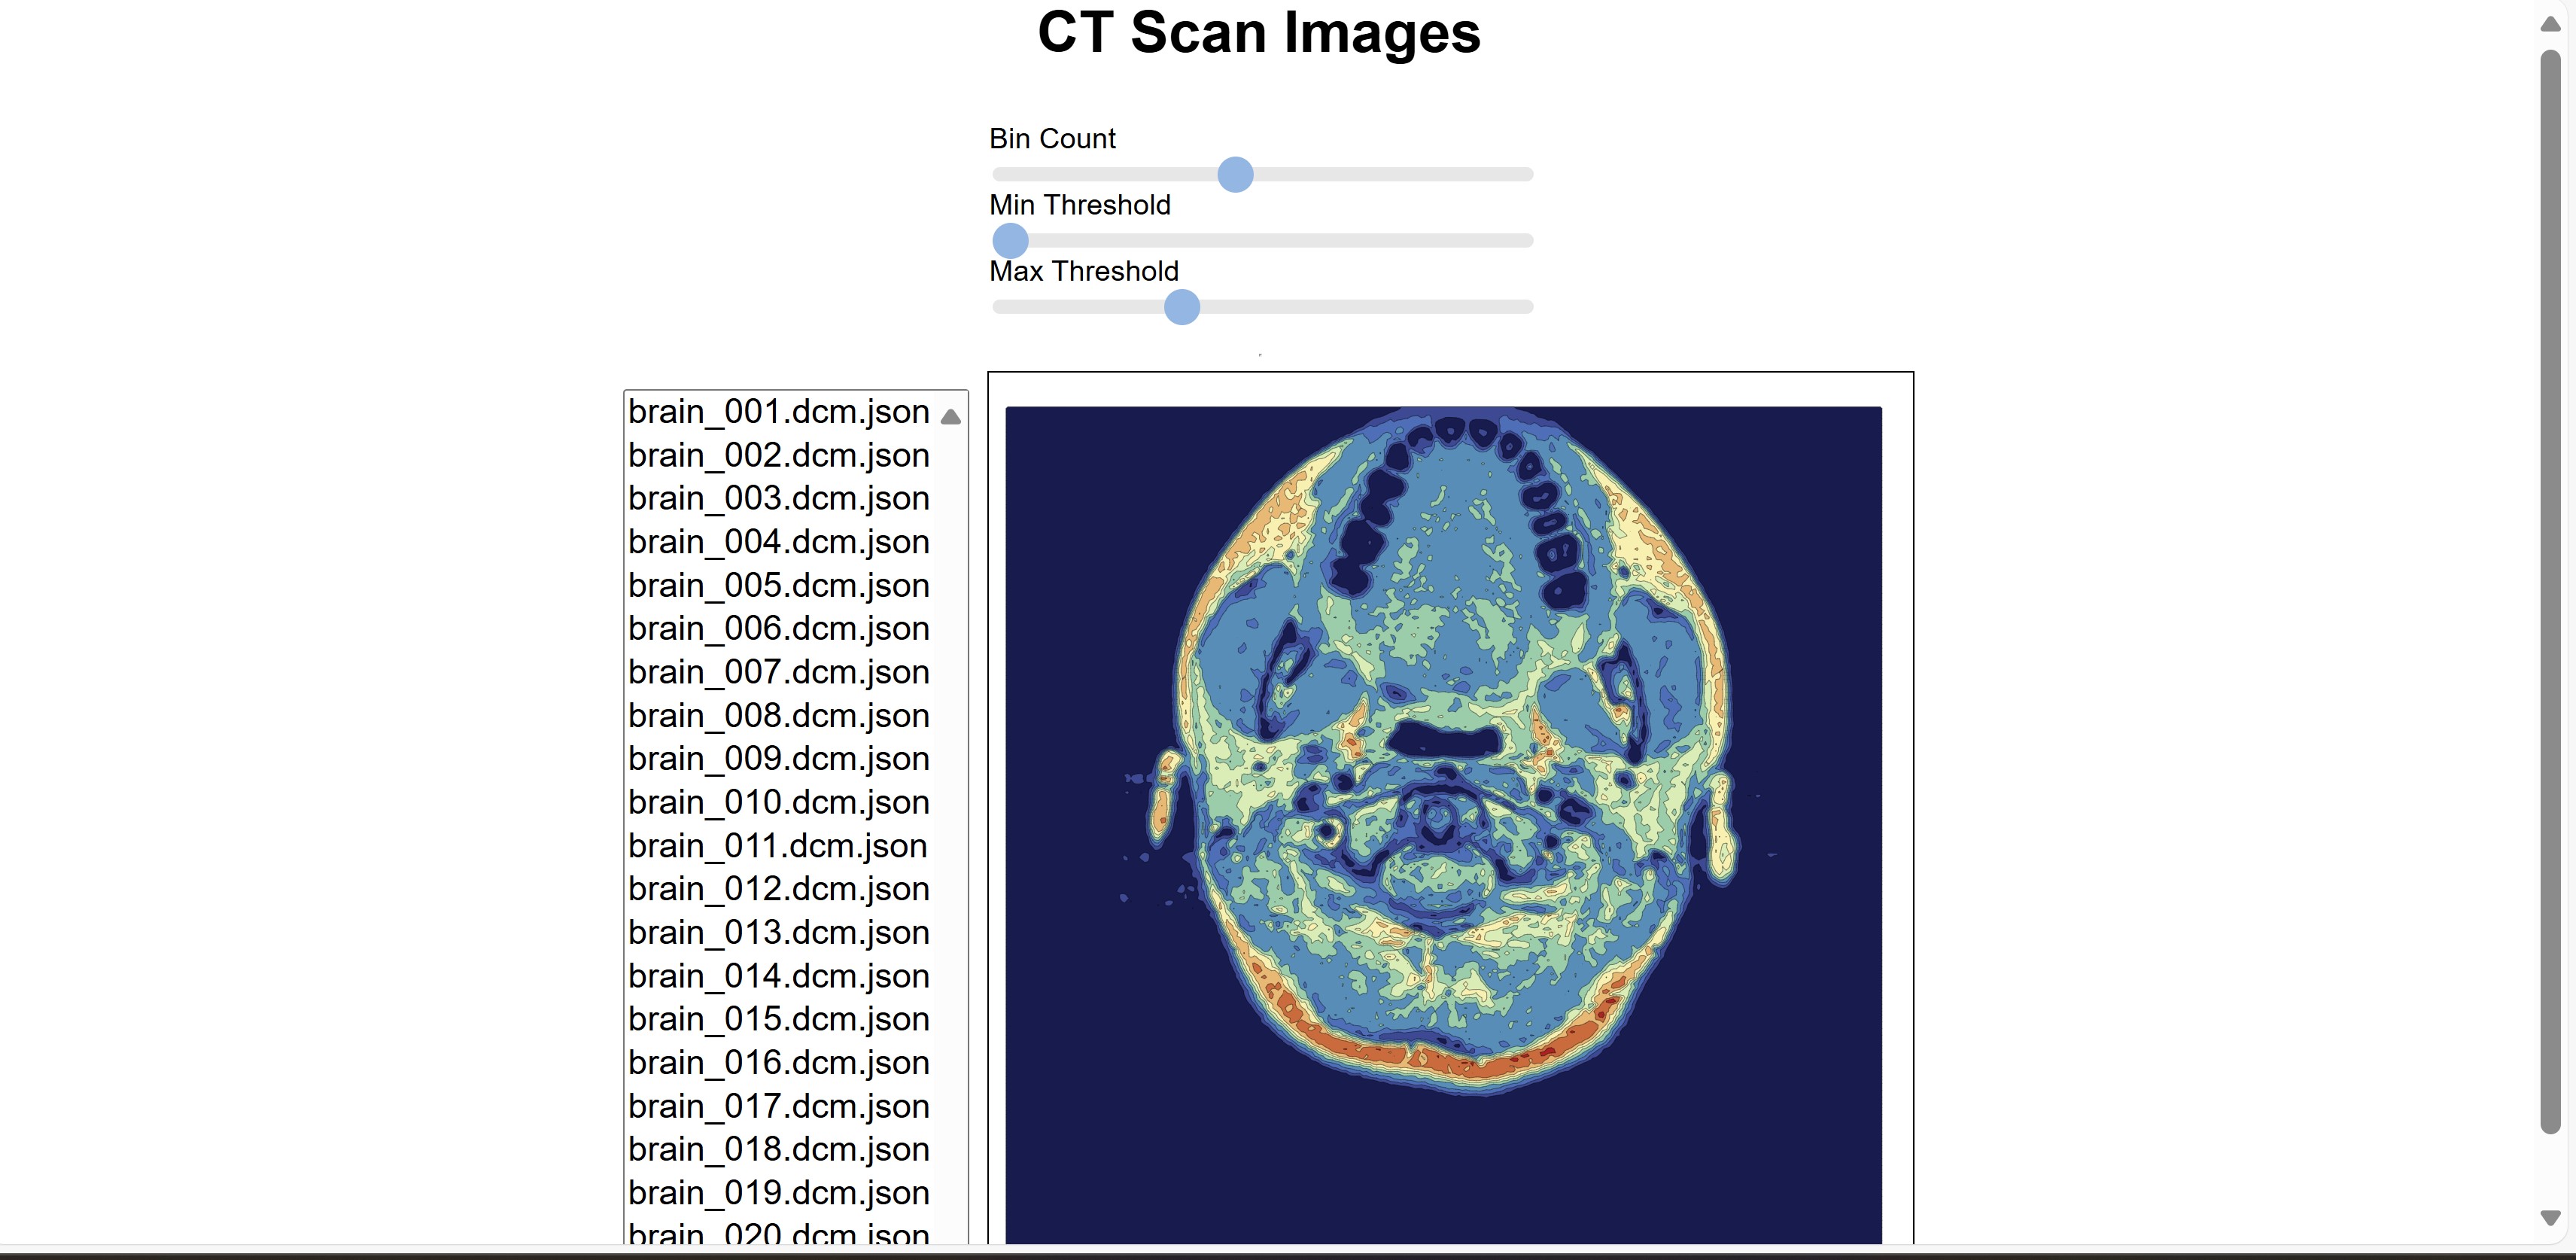 CT Scan Images
Bin Count
Min Threshold
Max Threshold
brain_001.dcm.json
brain_002.dcm.json
brain_003.dcm.json
brain_004.dcm.json
brain_005.dcm.json
brain_006.dcm.json
brain_007.dcm.json
brain_008.dcm.json
brain_009.dcm.json
brain_010.dcm.json
brain_011.dcm.json
brain_012.dcm.json
brain_013.dcm.json
brain_014.dcm.json
brain_015.dcm.json
brain_016.dcm.json
brain_017.dcm.json
brain_018.dcm.json
brain_019.dcm.json
brain_020.dcm.json